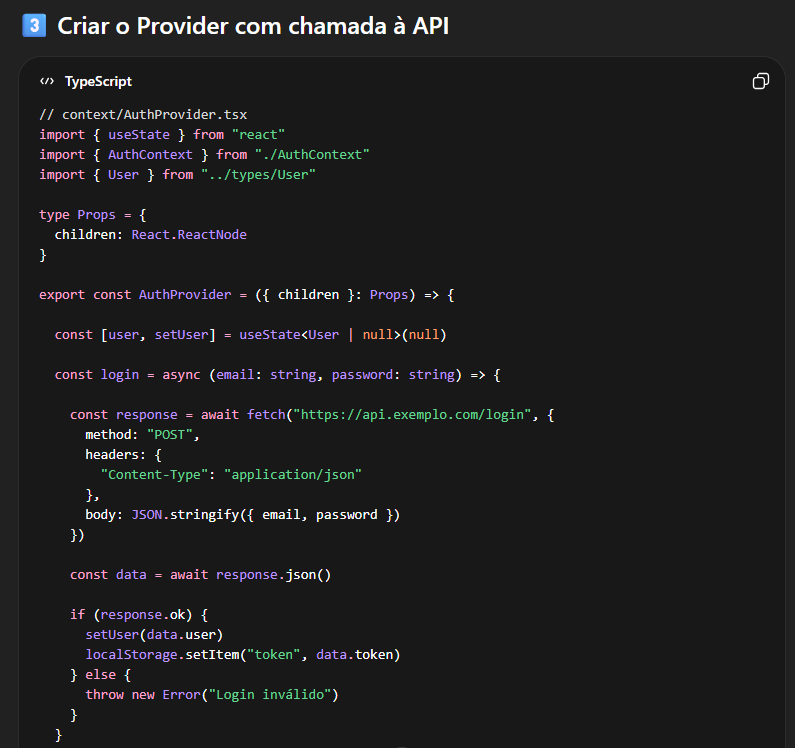 3 Criar o Provider com chamada à API
</> TypeScript
// context/AuthProvider.tsx
import { useState } from "react"
import { AuthContext } from "./AuthContext"
import { User } from "../types/User"
type Props = {
  children: React.ReactNode
}
export const AuthProvider = ({ children }: Props) => {
  const [user, setUser] = useState<User | null>(null)
  const login = async (email: string, password: string) => {
    const response = await fetch("https://api.exemplo.com/login", {
      method: "POST",
      headers: {
        "Content-Type": "application/json"
      },
      body: JSON.stringify({ email, password })
    })
    const data = await response.json()
    if (response.ok) {
      setUser(data.user)
      localStorage.setItem("token", data.token)
    } else {
      throw new Error("Login inválido")
    }
  }